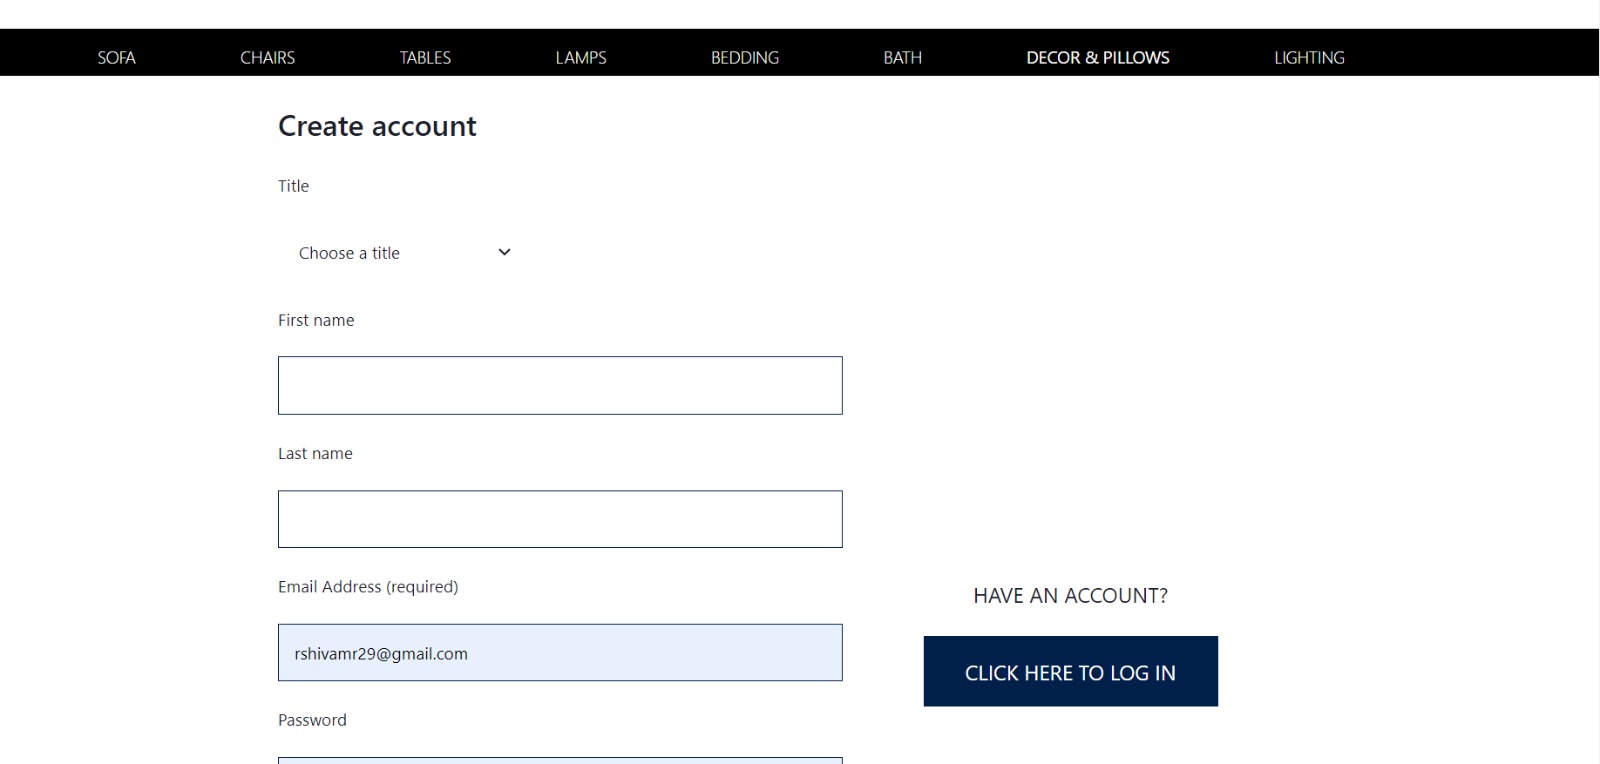 SOFA CHAIRS TABLES LAMPS BEDDING BATH DECOR & PILLOWS LIGHTING
Create account
Title
Choose a title
First name
Last name
Email Address (required)
rshivamr29@gmail.com
Password
HAVE AN ACCOUNT?
CLICK HERE TO LOG IN